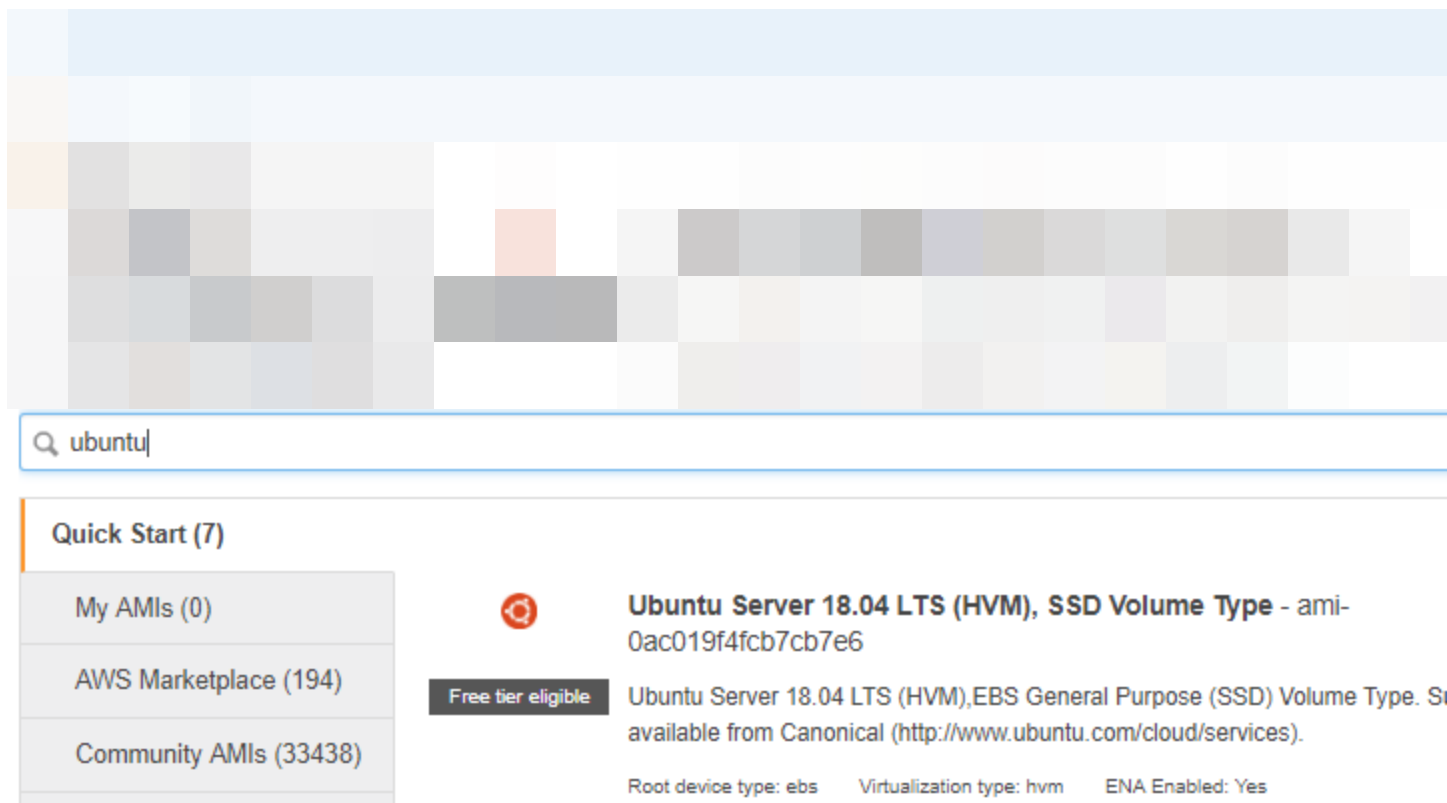 ubuntu
Quick Start (7)
My AMIs (0)
AWS Marketplace (194)
Community AMIs (33438)
Ubuntu Server 18.04 LTS (HVM), SSD Volume Type - ami-
0ac019f4fcb7cb7e6
Free tier eligible
Ubuntu Server 18.04 LTS (HVM),EBS General Purpose (SSD) Volume Type.
available from Canonical (http://www.ubuntu.com/cloud/services).
Root device type: ebs Virtualization type: hvm ENA Enabled: Yes